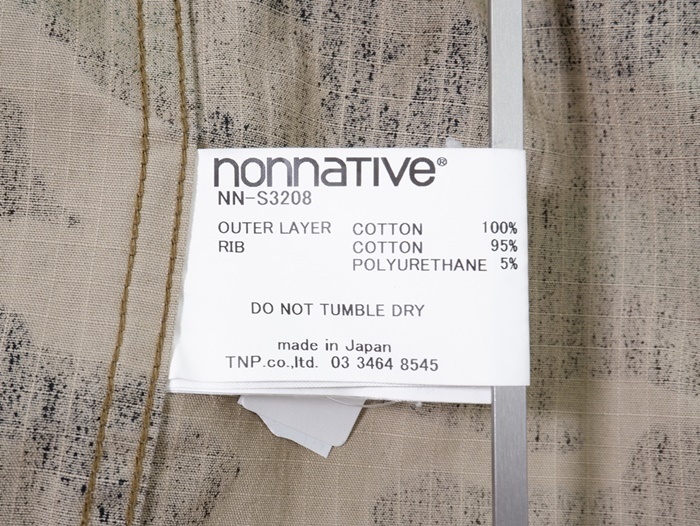 nonnative®
NN-S3208
OUTER LAYER COTTON 100%
RIB COTTON 95%
POLYURETHANE 5%
DO NOT TUMBLE DRY
made in Japan
TNP.co.,ltd. 03 3464 8545